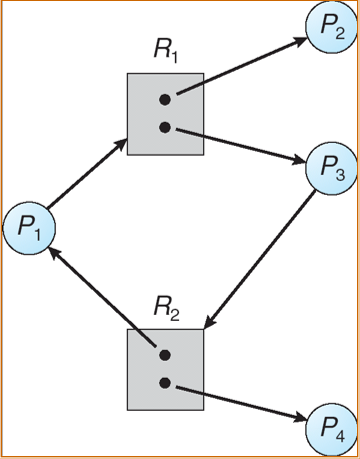 P₂
R₁
P₃
P₁
R₂
P₄